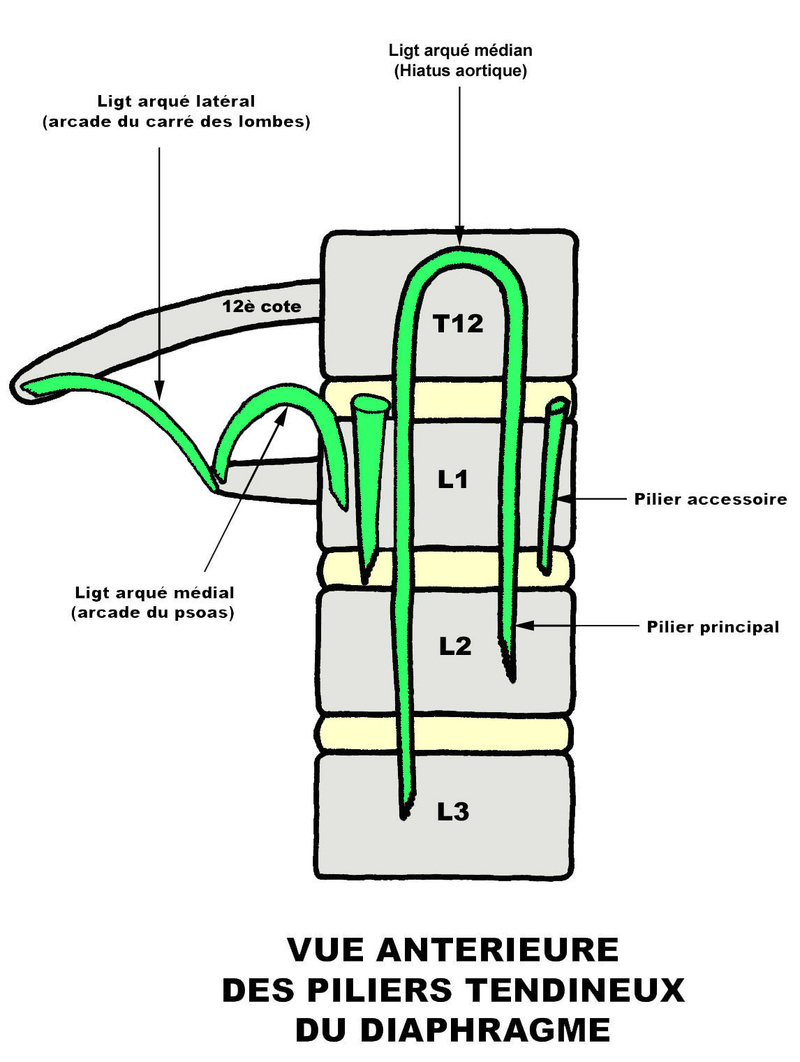 Ligt arqué médian
(Hiatus aortique)
Ligt arqué latéral
(arcade du carré des lombes)
12è cote
T12
L1
Pilier accessoire
Ligt arqué médial
(arcade du psoas)
Pilier principal
L2
L3
VUE ANTERIEURE
DES PILIERS TENDINEUX
DU DIAPHRAGME